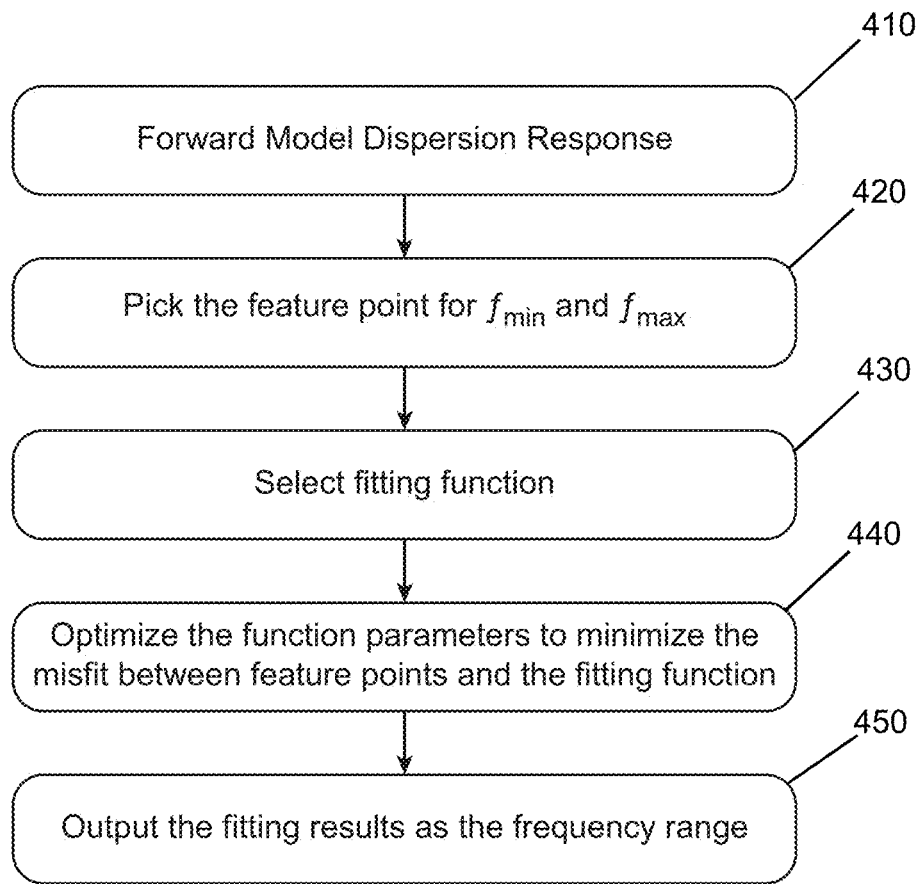 410
Forward Model Dispersion Response
420
Pick the feature point for ƒmin and ƒmax
430
Select fitting function
440
Optimize the function parameters to minimize the
misfit between feature points and the fitting function
450
Output the fitting results as the frequency range